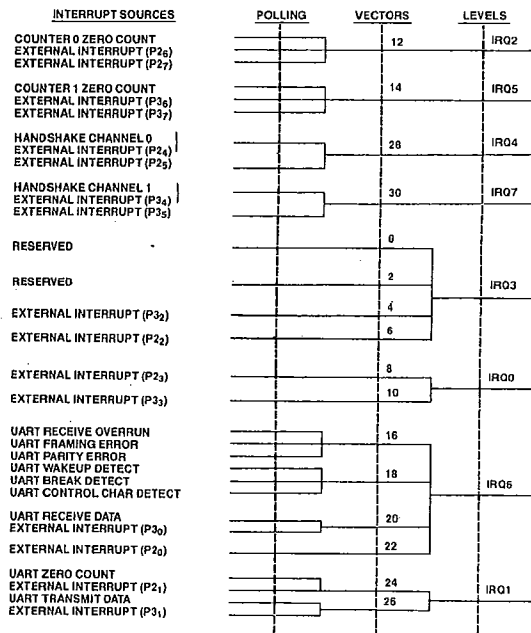 INTERRUPT SOURCES POLLING VECTORS LEVELS
COUNTER 0 ZERO COUNT
EXTERNAL INTERRUPT (P2₆) 12 IRQ2
EXTERNAL INTERRUPT (P2₇)
COUNTER 1 ZERO COUNT
EXTERNAL INTERRUPT (P3₆) 14 IRQ5
EXTERNAL INTERRUPT (P3₇)
HANDSHAKE CHANNEL 0
EXTERNAL INTERRUPT (P2₄) 28 IRQ4
EXTERNAL INTERRUPT (P2₅)
HANDSHAKE CHANNEL 1
EXTERNAL INTERRUPT (P3₄) 30 IRQ7
EXTERNAL INTERRUPT (P3₅)
RESERVED 0
RESERVED 2 IRQ3
EXTERNAL INTERRUPT (P3₂) 4
EXTERNAL INTERRUPT (P2₂) 6
EXTERNAL INTERRUPT (P2₃) 8 IRQ0
EXTERNAL INTERRUPT (P3₃) 10
UART RECEIVE OVERRUN
UART FRAMING ERROR 16
UART PARITY ERROR
UART WAKEUP DETECT
UART BREAK DETECT 18 IRQ6
UART CONTROL CHAR DETECT
UART RECEIVE DATA
EXTERNAL INTERRUPT (P3₀) 20
EXTERNAL INTERRUPT (P2₀) 22
UART ZERO COUNT
EXTERNAL INTERRUPT (P2₁) 24 IRQ1
UART TRANSMIT DATA
EXTERNAL INTERRUPT (P3₁) 26